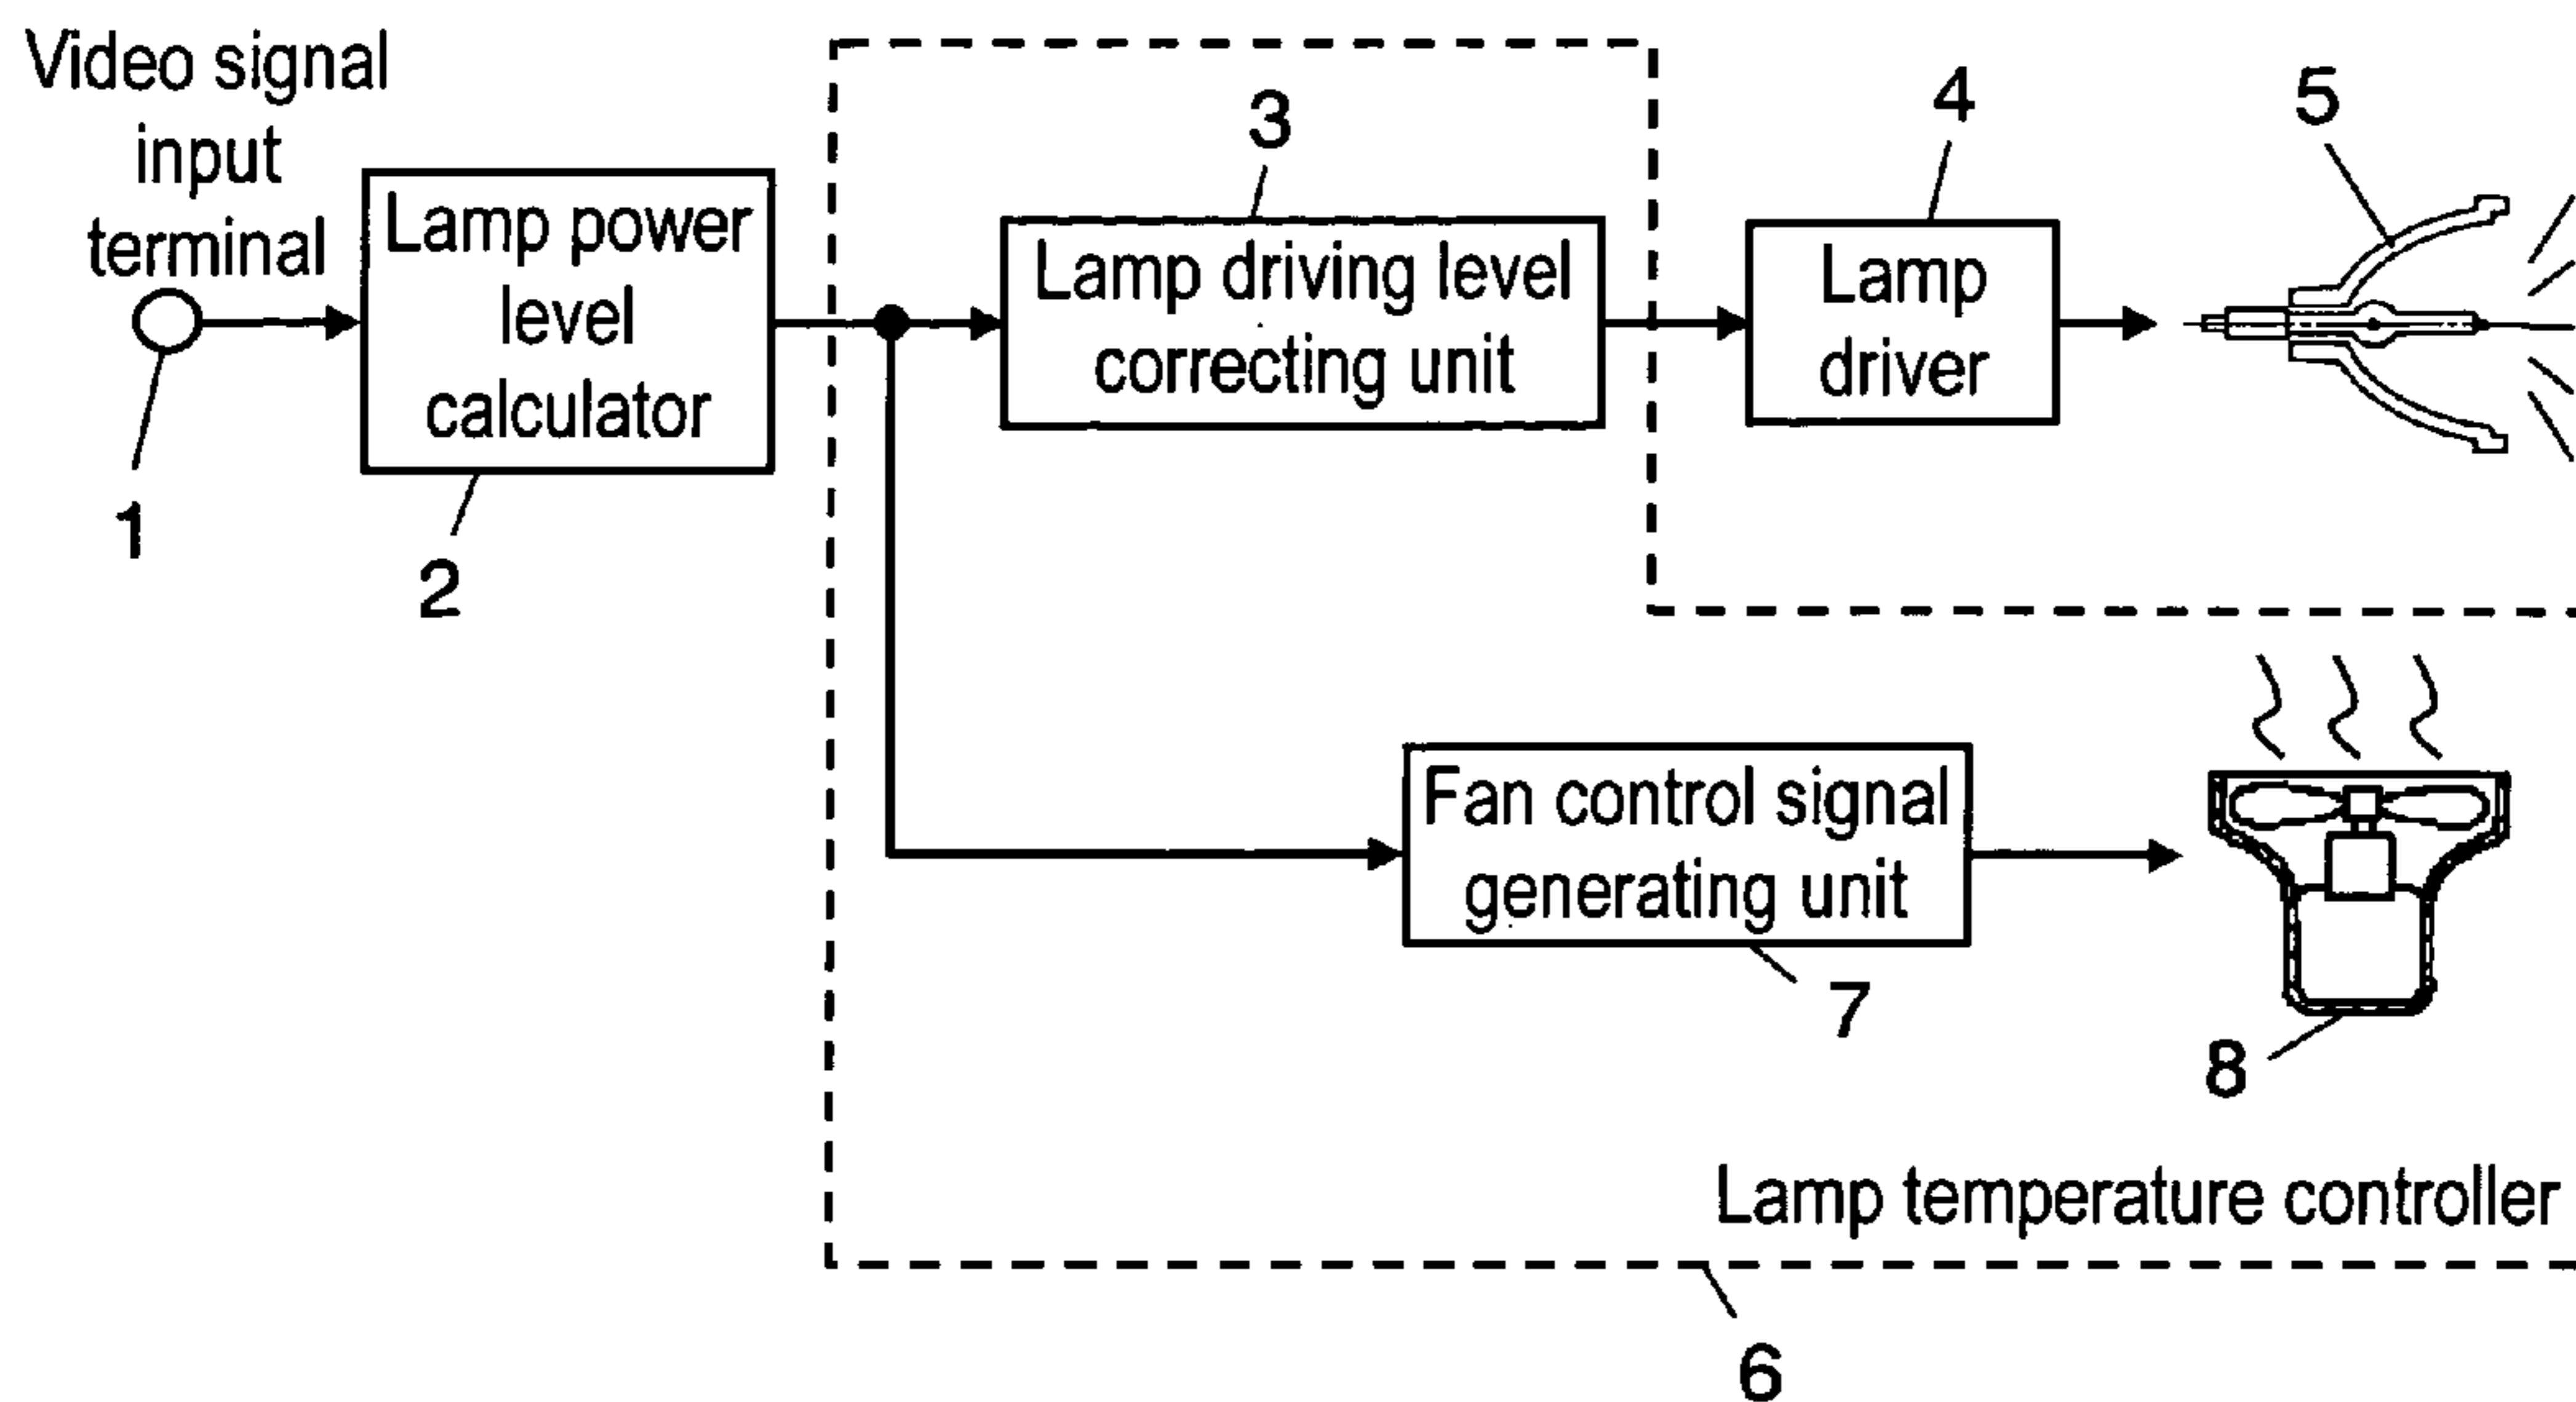 Video signal
input
terminal
1
Lamp power
level
calculator
2
3
Lamp driving level
correcting unit
4
Lamp
driver
5
Fan control signal
generating unit
7
8
Lamp temperature controller
6